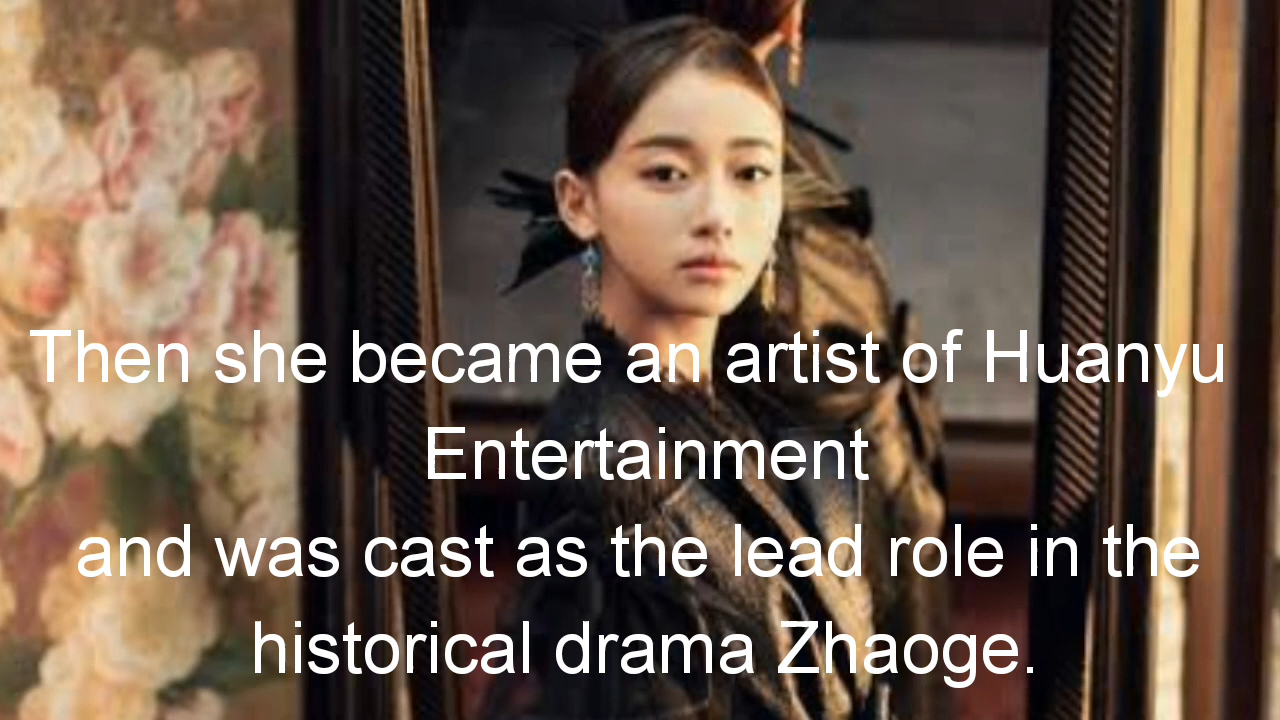 Then she became an artist of Huanyu
Entertainment
and was cast as the lead role in the
historical drama Zhaoge.